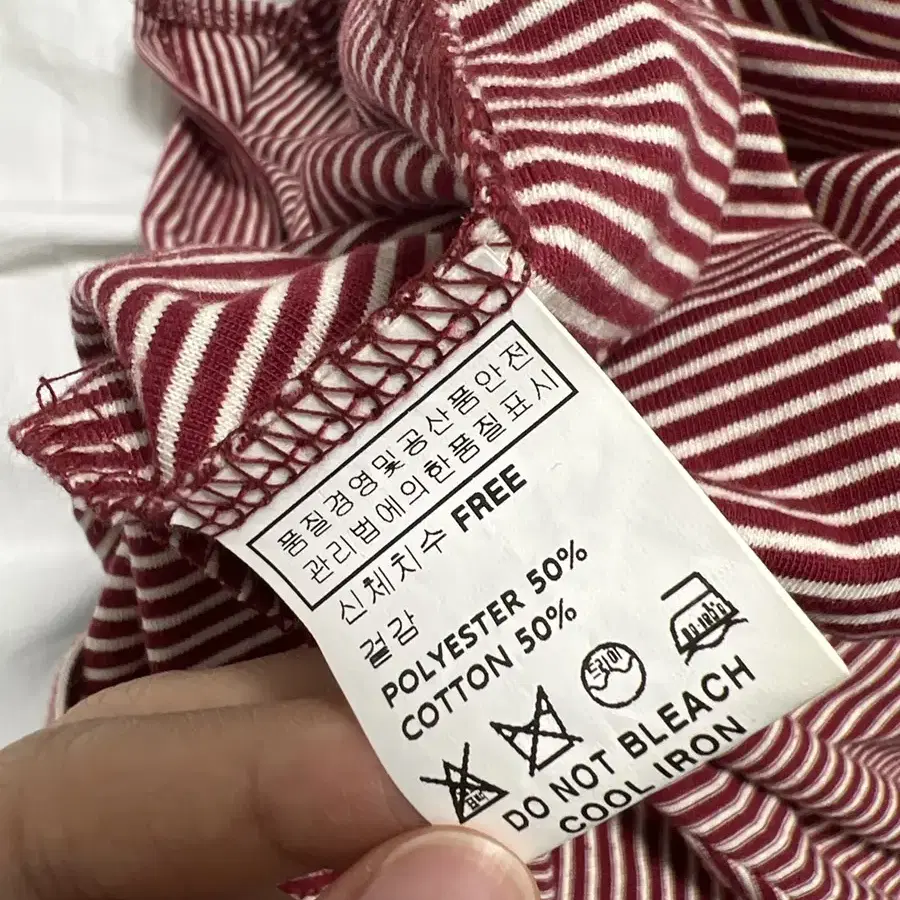 품질경영및공산품안전
관리법에의한품질표시
신체치수 FREE
겉감
POLYESTER 50%
COTTON 50%
드라이
DO NOT BLEACH
COOL IRON